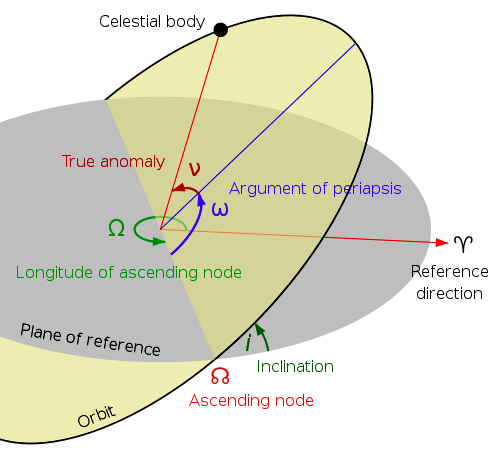 Celestial body
True anomaly
ν
Argument of periapsis
ω
Ω
♈
Reference
direction
Longitude of ascending node
Plane of reference
i
Inclination
☊
Ascending node
Orbit